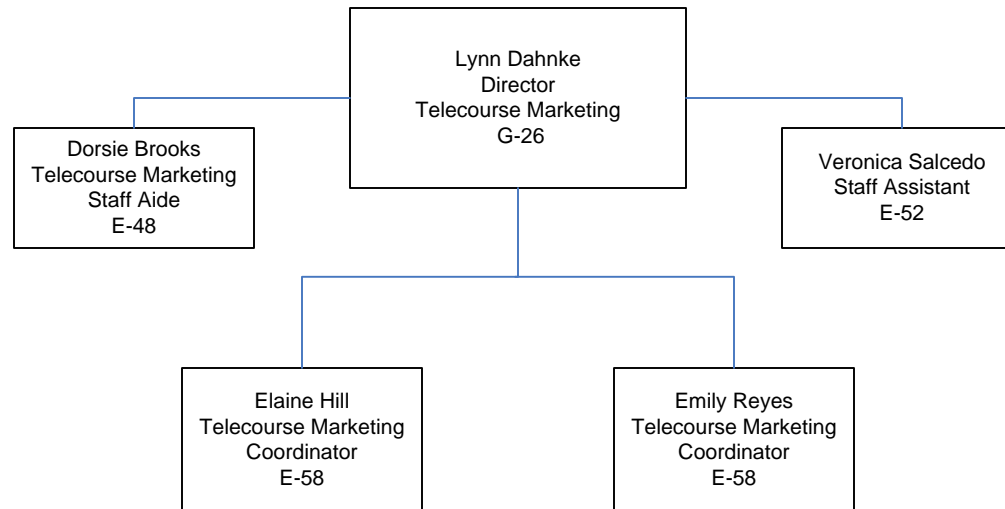 Lynn Dahnke
Director
Telecourse Marketing
G-26
Dorsie Brooks
Telecourse Marketing
Staff Aide
E-48
Veronica Salcedo
Staff Assistant
E-52
Elaine Hill
Telecourse Marketing
Coordinator
E-58
Emily Reyes
Telecourse Marketing
Coordinator
E-58